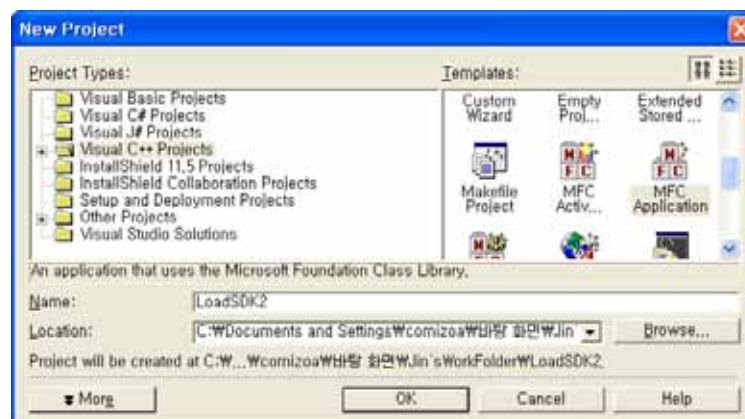 New Project
Project Types:
Templates:
Visual Basic Projects
Visual C# Projects
Visual J# Projects
Visual C++ Projects
InstallShield 11.5 Projects
InstallShield Collaboration Projects
Setup and Deployment Projects
Other Projects
Visual Studio Solutions
Custom Wizard
Empty Proj...
Extended Stored ...
Makefile Project
MFC Activ...
MFC Application
An application that uses the Microsoft Foundation Class Library.
Name:
LoadSDK2
Location:
C:₩Documents and Settings₩comizoa₩바탕 화면₩Jin'
Browse...
Project will be created at C:₩...₩comizoa₩바탕 화면₩Jin`sWorkFolder₩LoadSDK2.
More
OK
Cancel
Help